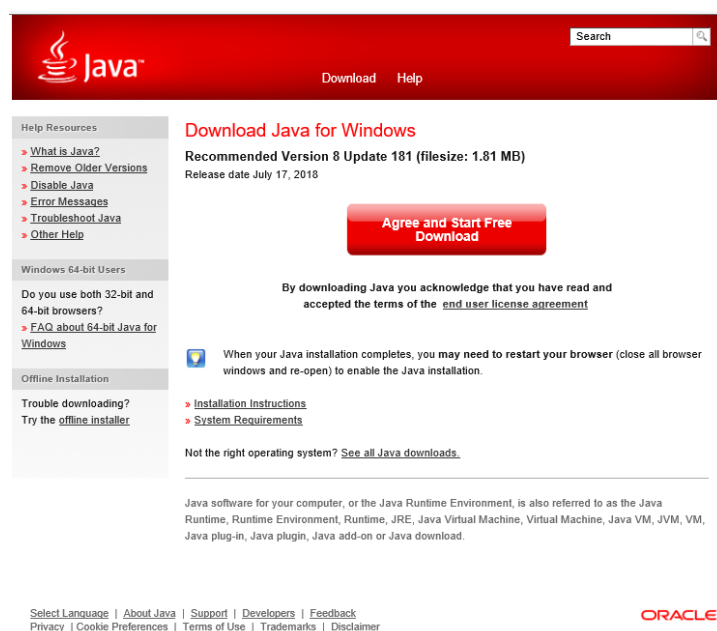 Search
Java™
Download Help
Help Resources
» What is Java?
» Remove Older Versions
» Disable Java
» Error Messages
» Troubleshoot Java
» Other Help
Windows 64-bit Users
Do you use both 32-bit and
64-bit browsers?
» FAQ about 64-bit Java for
Windows
Offline Installation
Trouble downloading?
Try the offline installer
Download Java for Windows
Recommended Version 8 Update 181 (filesize: 1.81 MB)
Release date July 17, 2018
Agree and Start Free
Download
By downloading Java you acknowledge that you have read and
accepted the terms of the end user license agreement
When your Java installation completes, you may need to restart your browser (close all browser
windows and re-open) to enable the Java installation.
» Installation Instructions
» System Requirements
Not the right operating system? See all Java downloads.
Java software for your computer, or the Java Runtime Environment, is also referred to as the Java
Runtime, Runtime Environment, Runtime, JRE, Java Virtual Machine, Virtual Machine, Java VM, JVM, VM,
Java plug-in, Java plugin, Java add-on or Java download.
Select Language | About Java | Support | Developers | Feedback
Privacy | Cookie Preferences | Terms of Use | Trademarks | Disclaimer
ORACLE